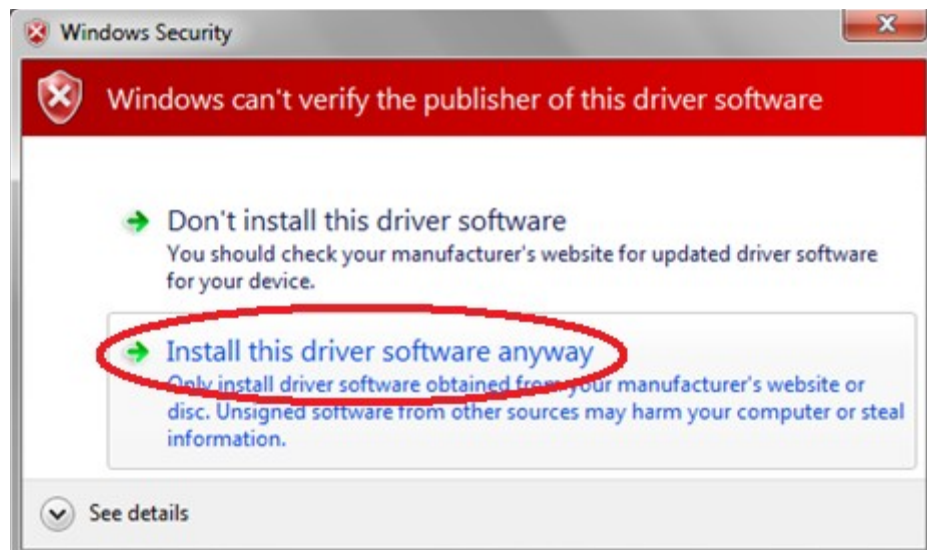 Windows Security
Windows can't verify the publisher of this driver software
Don't install this driver software
You should check your manufacturer's website for updated driver software
for your device.
Install this driver software anyway
Only install driver software obtained from your manufacturer's website or
disc. Unsigned software from other sources may harm your computer or steal
information.
See details